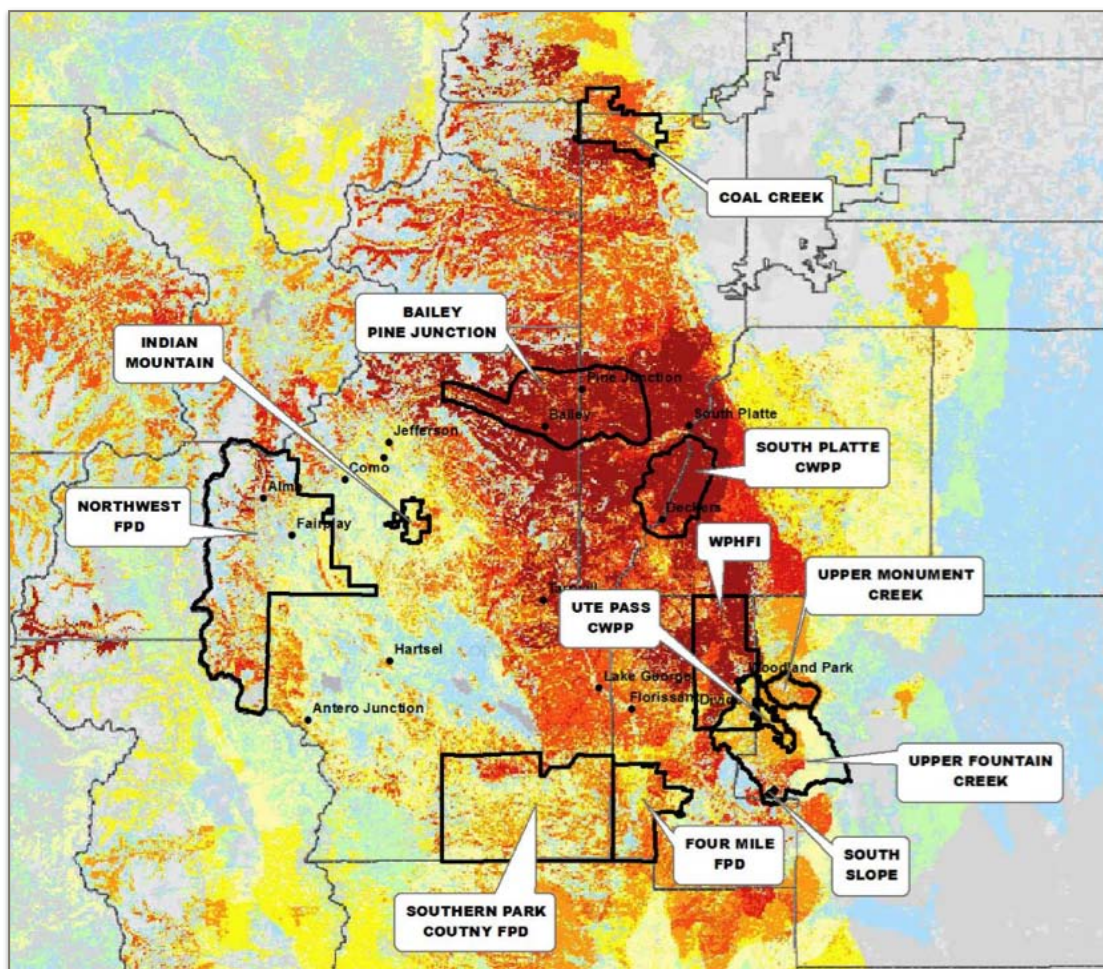 COAL CREEK
BAILEY
PINE JUNCTION
INDIAN
MOUNTAIN
Pine Junction
Bailey
South Platte
Jefferson
SOUTH PLATTE
CWPP
Como
NORTHWEST
FPD
Alma
Fairplay
Deckers
WPHFI
UPPER MONUMENT
CREEK
UTE PASS
CWPP
Hartsel
Woodland Park
Lake George
Florissant
Antero Junction
UPPER FOUNTAIN
CREEK
FOUR MILE
FPD
SOUTH
SLOPE
SOUTHERN PARK
COUTNY FPD